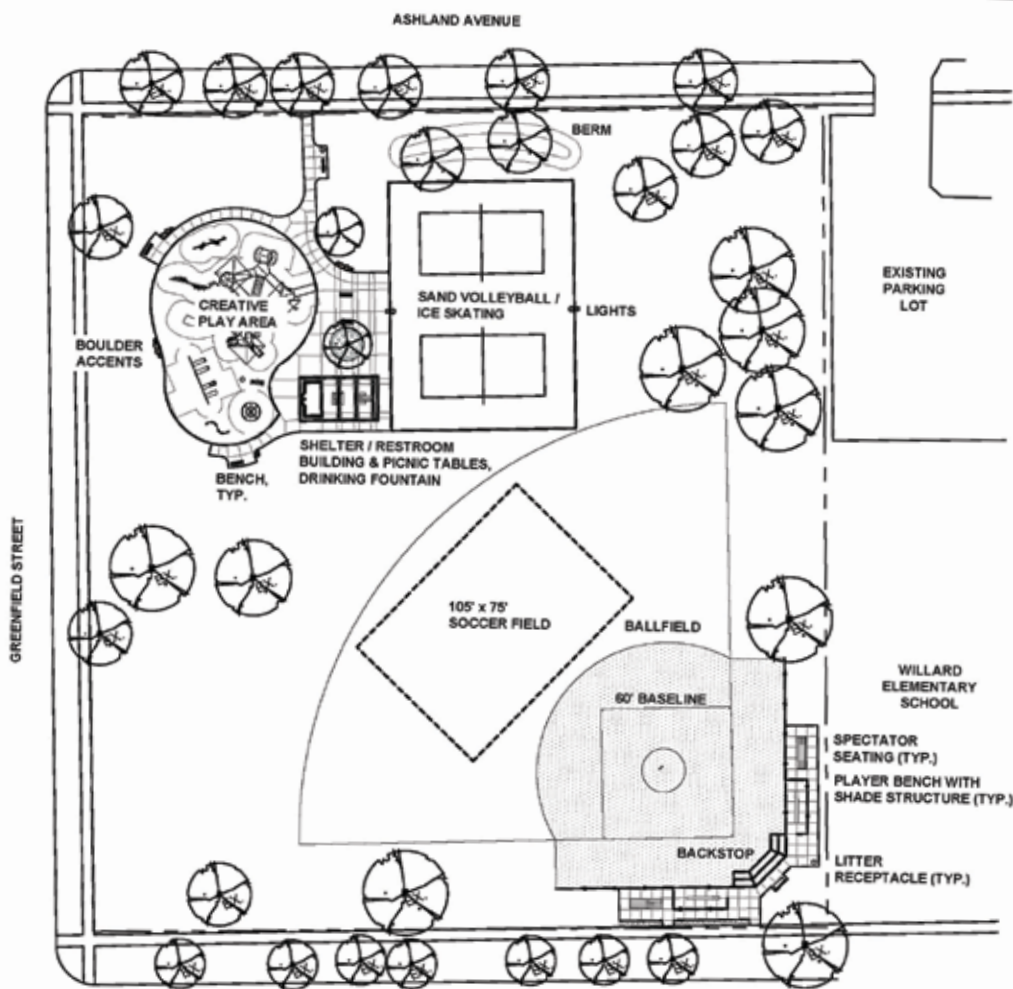 ASHLAND AVENUE
BERM
EXISTING
PARKING
LOT
CREATIVE
PLAY AREA
SAND VOLLEYBALL /
ICE SKATING
LIGHTS
BOULDER
ACCENTS
SHELTER / RESTROOM
BUILDING & PICNIC TABLES,
DRINKING FOUNTAIN
BENCH,
TYP.
GREENFIELD STREET
105' x 75'
SOCCER FIELD
BALLFIELD
60' BASELINE
WILLARD
ELEMENTARY
SCHOOL
SPECTATOR
SEATING (TYP.)
PLAYER BENCH WITH
SHADE STRUCTURE (TYP.)
BACKSTOP
LITTER
RECEPTACLE (TYP.)